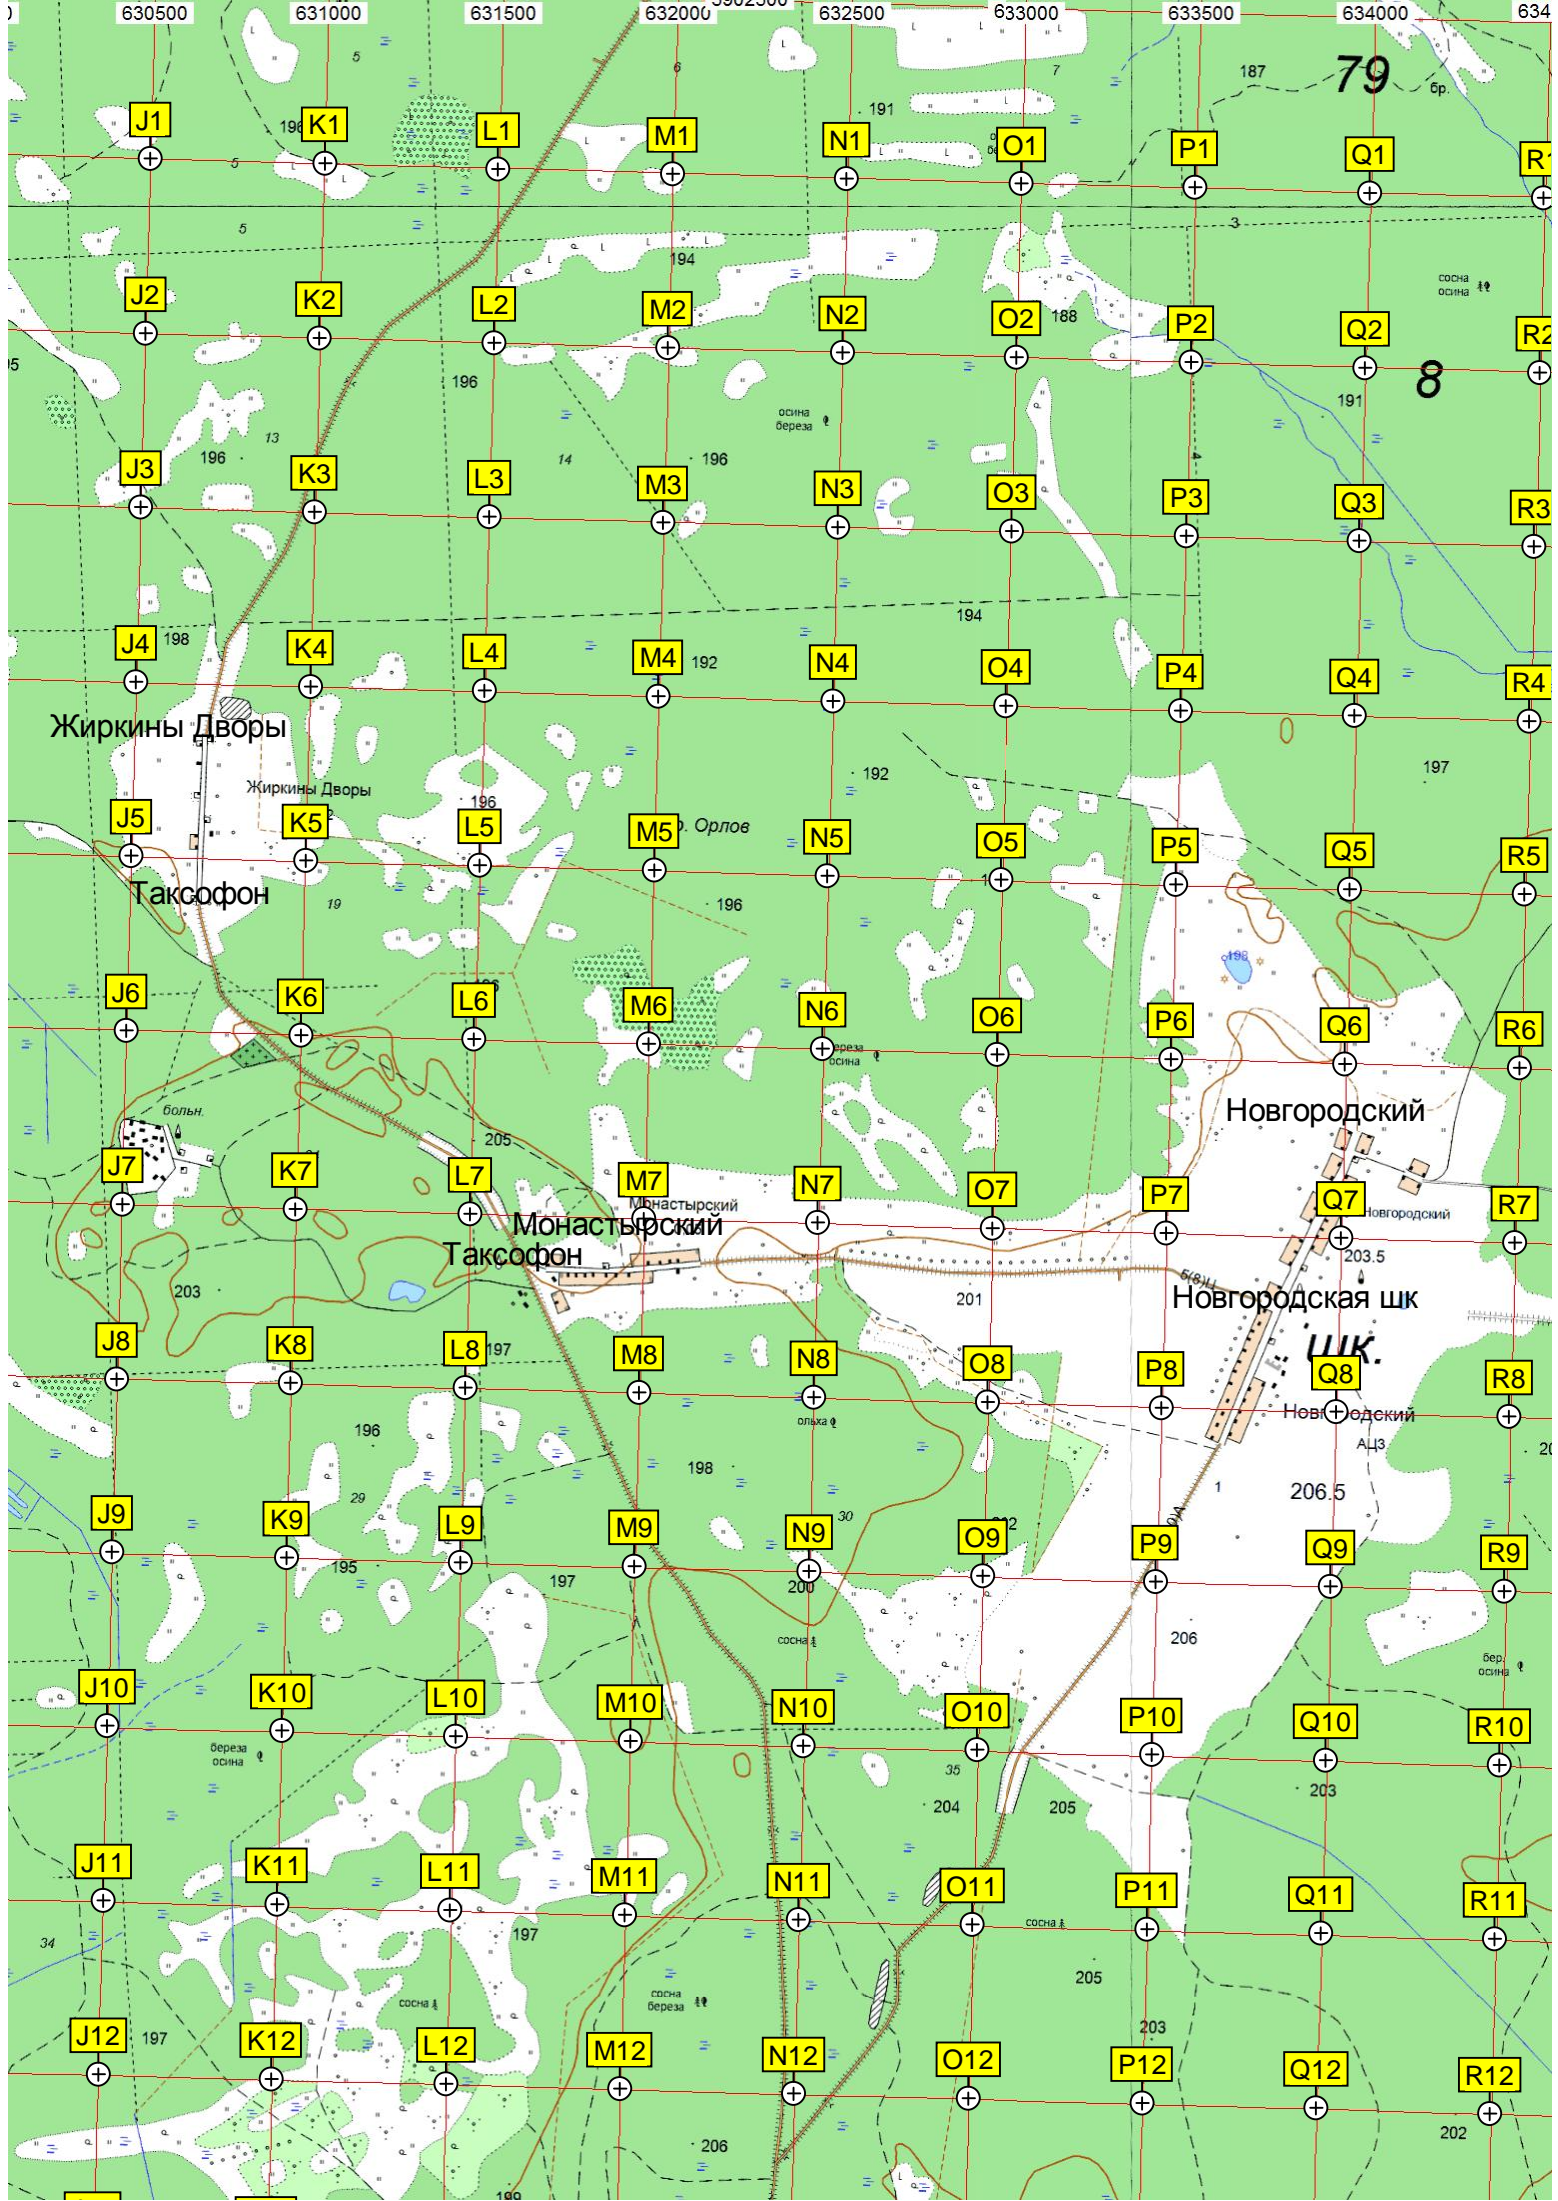 630500 631000 631500 632000 632500 633000 633500 634000
5 6 7 187 79 бр.
191
J1 196 K1 L1 M1 N1 O1 P1 Q1
5
5 3
194
сосна
осина
J2 K2 L2 M2 N2 O2 188 P2 Q2 R2
196 8
191
осина
береза
13
196 14 196
J3 K3 L3 M3 N3 O3 P3 Q3 R3
194
J4 198 K4 L4 M4 192 N4 O4 P4 Q4 R4
Жиркины Дворы
192 197
Жиркины Дворы
196
J5 K5 L5 M5 Орлов N5 O5 P5 Q5 R5
Таксофон
19 196
198
J6 K6 L6 M6 N6 O6 P6 Q6 R6
осина
больн.
Новгородский
205
J7 K7 L7 M7 N7 O7 P7 Q7 R7
Монастырский
Новгородский
Монастырский
Таксофон
203.5
203 201
Новгородская шк
шк.
J8 K8 L8 197 M8 N8 O8 P8 Q8 R8
ольха
Новгородский
АЦЗ
196
198
29 1 206.5
30
J9 K9 L9 M9 N9 O9 P9 Q9 R9
195 197 200
сосна 206
бер.
осина
J10 K10 L10 M10 N10 O10 P10 Q10 R10
береза
осина
35
203
204 205
J11 K11 L11 M11 N11 O11 P11 Q11 R11
сосна
197
34
205
сосна
береза
сосна
203
J12 197 K12 L12 M12 N12 O12 P12 Q12 R12
206 202
199